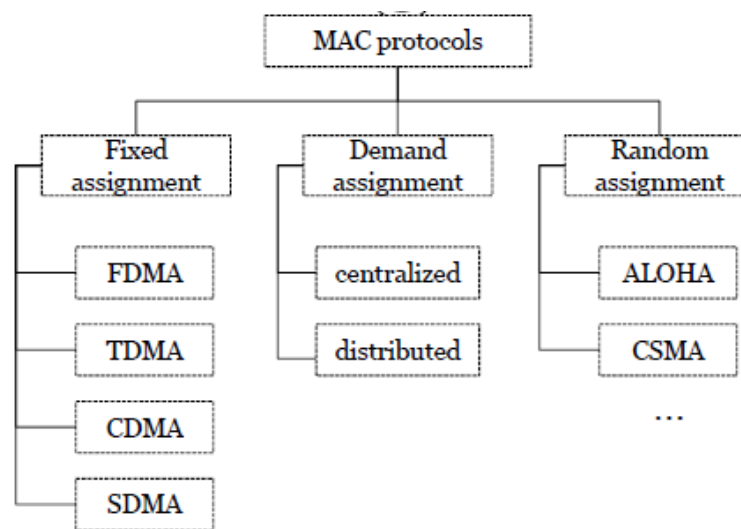 MAC protocols
Fixed
assignment
Demand
assignment
Random
assignment
FDMA
centralized
ALOHA
TDMA
distributed
CSMA
CDMA
...
SDMA